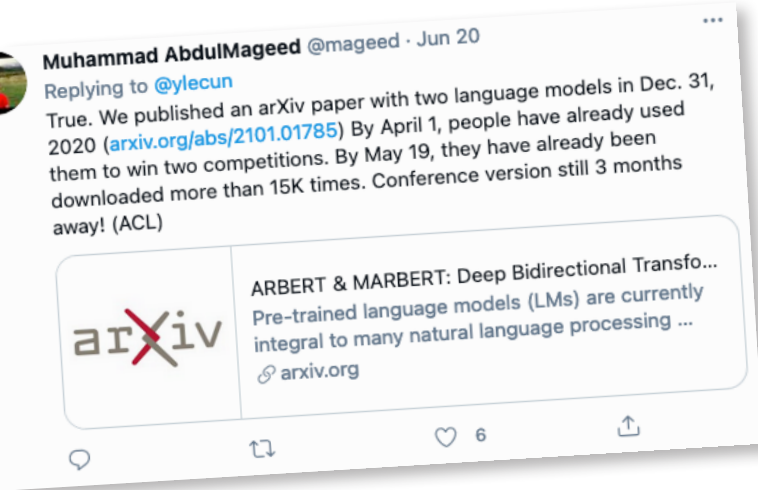 Muhammad AbdulMageed @mageed · Jun 20
Replying to @ylecun
True. We published an arXiv paper with two language models in Dec. 31,
2020 (arxiv.org/abs/2101.01785) By April 1, people have already used
them to win two competitions. By May 19, they have already been
downloaded more than 15K times. Conference version still 3 months
away! (ACL)
arXiv
ARBERT & MARBERT: Deep Bidirectional Transfo...
Pre-trained language models (LMs) are currently
integral to many natural language processing ...
arxiv.org
6